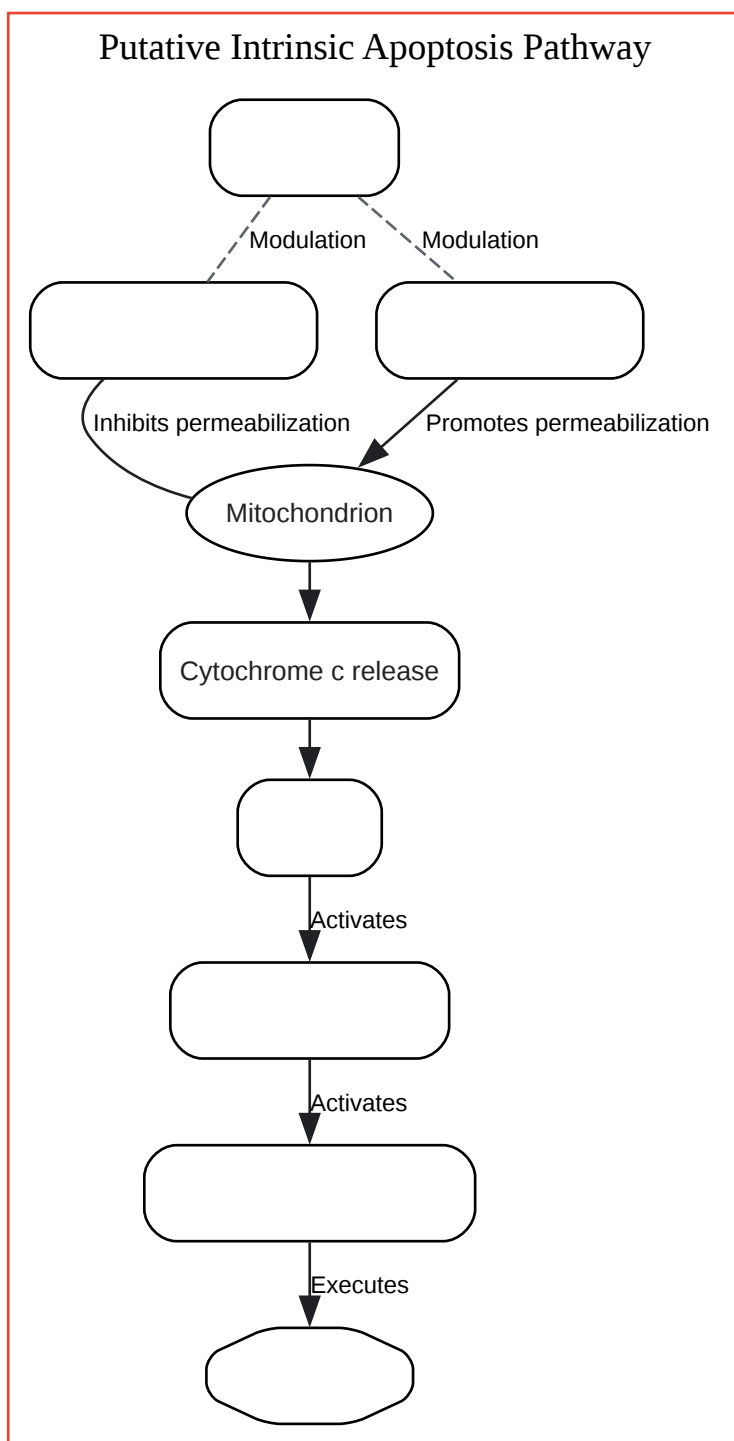 Putative Intrinsic Apoptosis Pathway
Modulation
Modulation
Inhibits permeabilization
Promotes permeabilization
Mitochondrion
Cytochrome c release
Activates
Activates
Executes